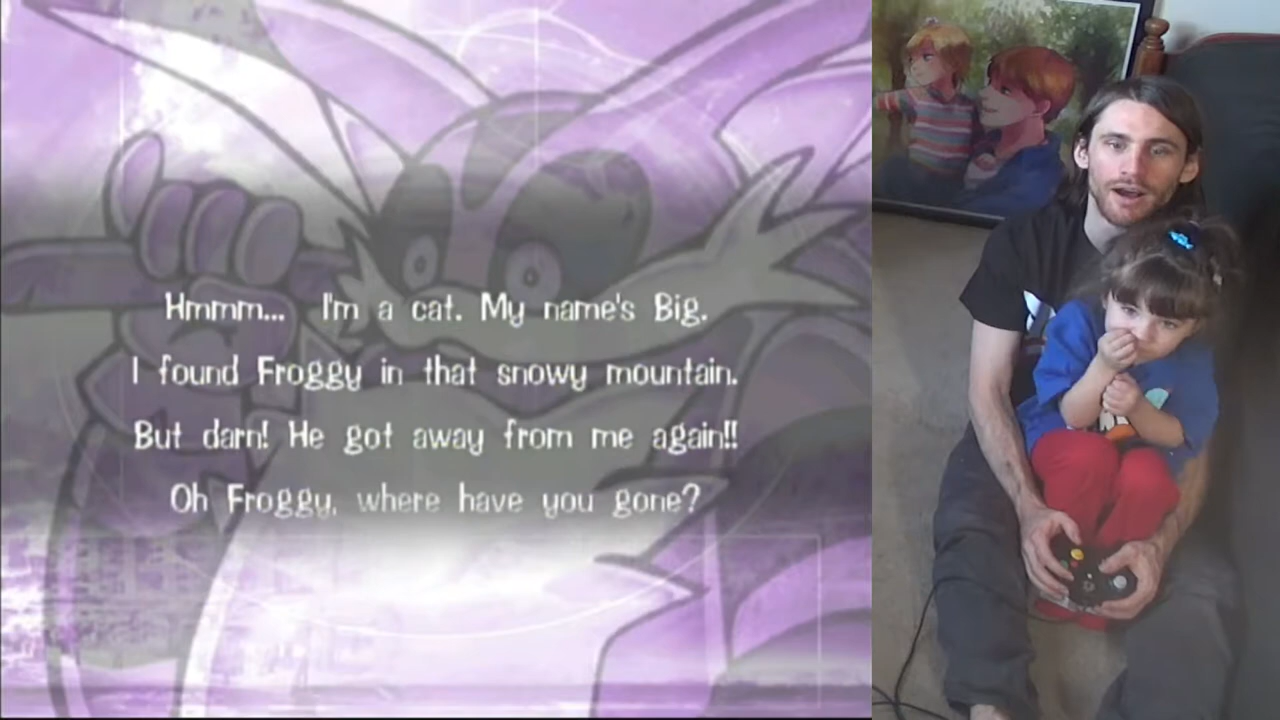 Hmmm... I'm a cat. My name's Big.
I found Froggy in that snowy mountain.
But darn! He got away from me again!!
Oh Froggy, where have you gone?